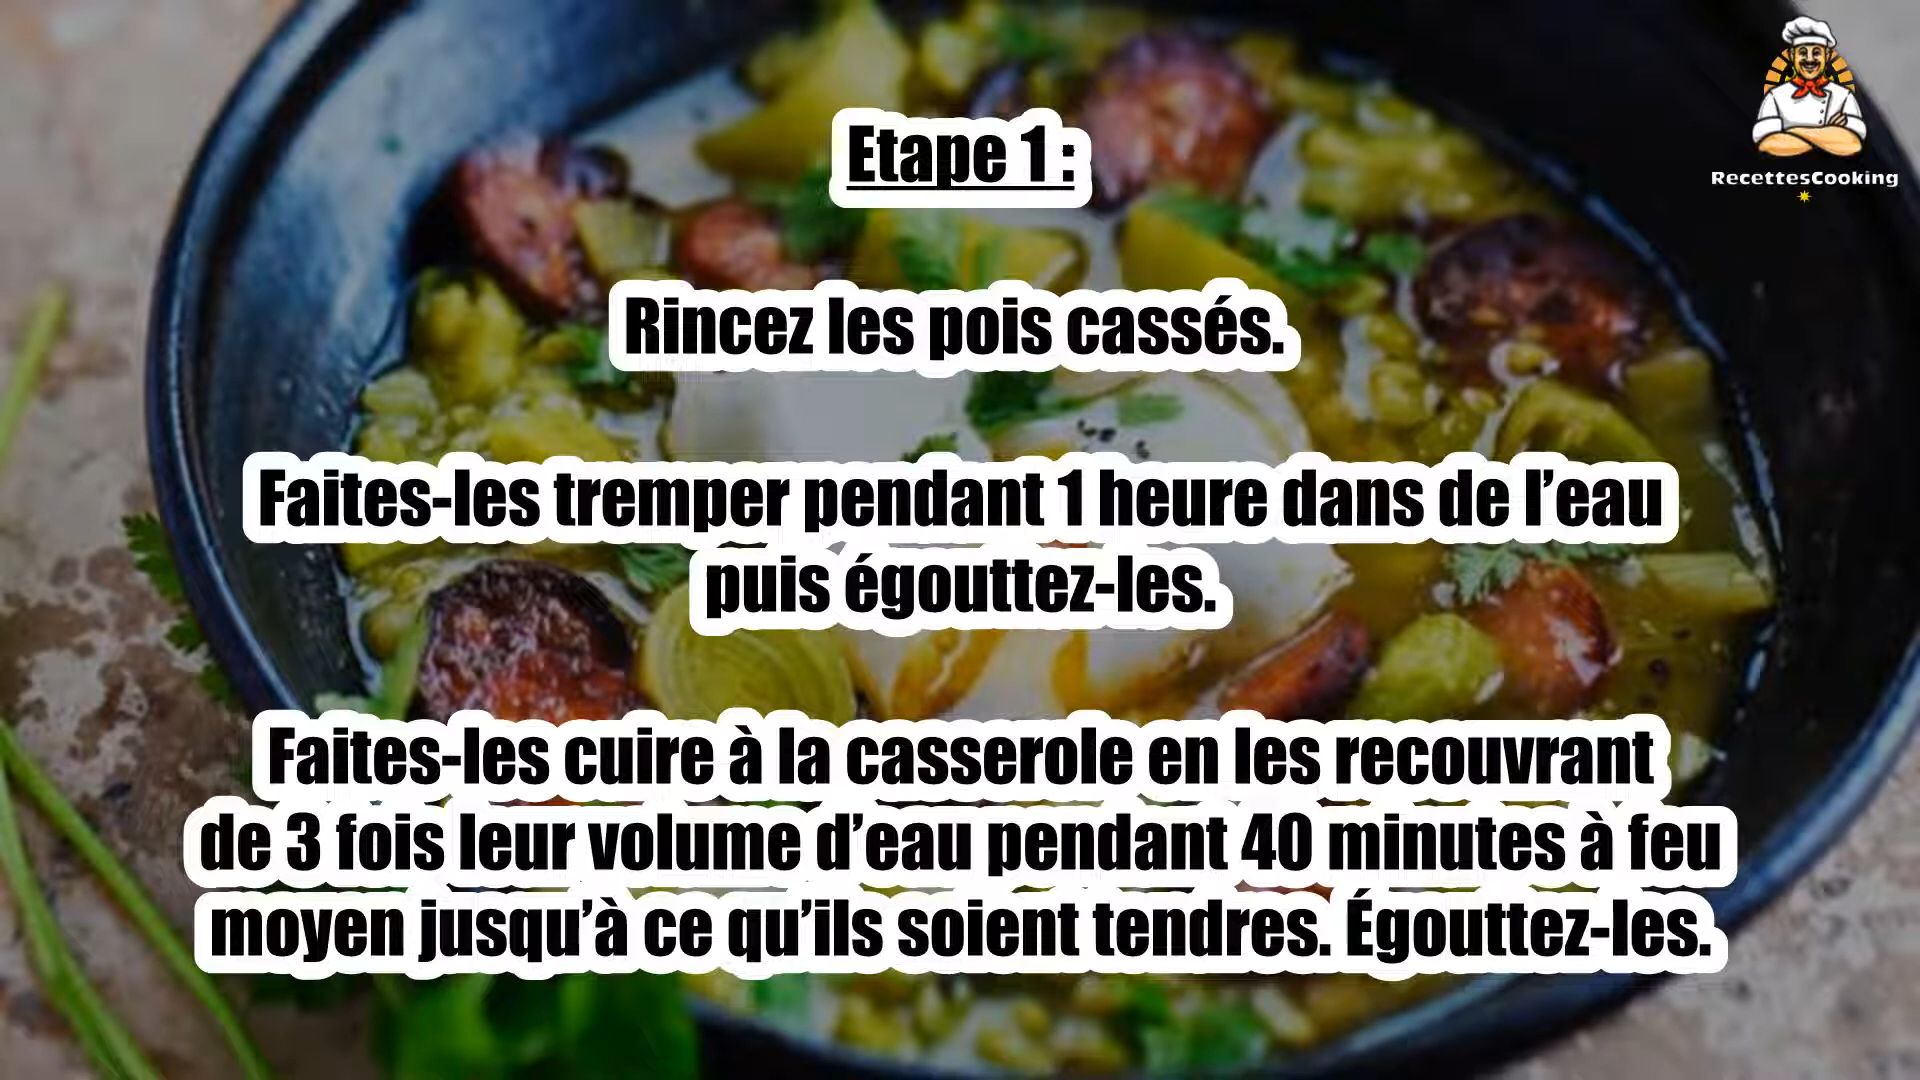 RecettesCooking
Etape 1 :
Rincez les pois cassés.
Faites-les tremper pendant 1 heure dans de l’eau
puis égouttez-les.
Faites-les cuire à la casserole en les recouvrant
de 3 fois leur volume d’eau pendant 40 minutes à feu
moyen jusqu’à ce qu’ils soient tendres. Égouttez-les.